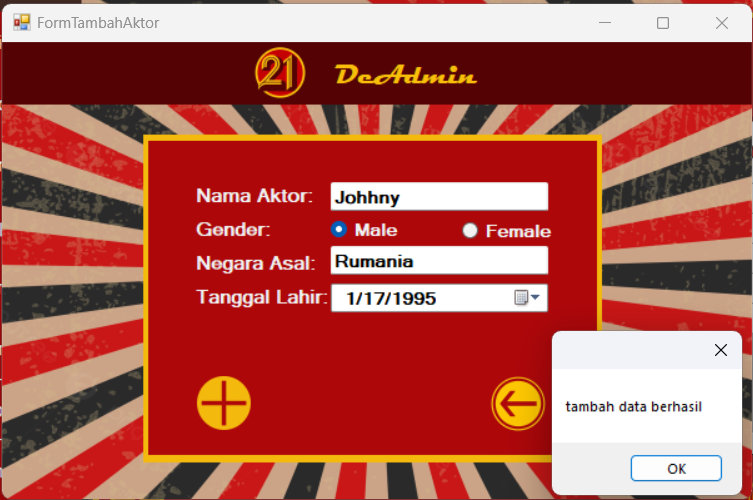 FormTambahAktor
21 DeAdmin
Nama Aktor: Johhny
Gender: Male Female
Negara Asal: Rumania
Tanggal Lahir: 1/17/1995
tambah data berhasil
OK